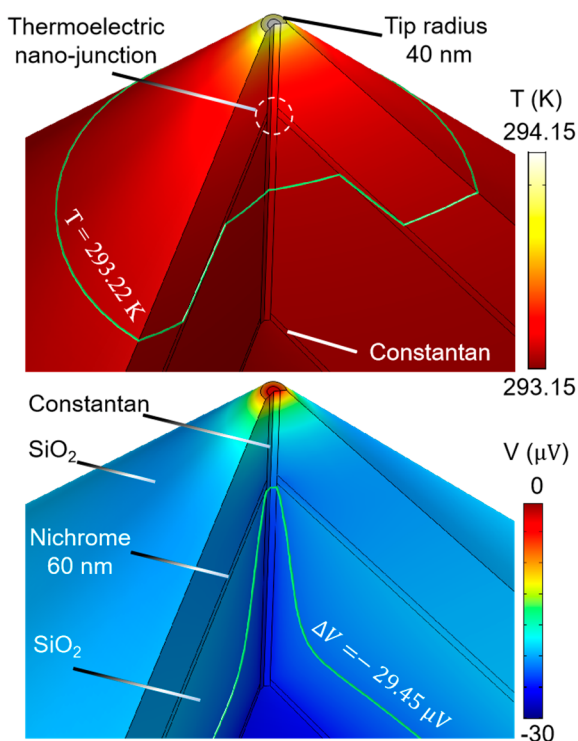 Thermoelectric
nano-junction
Tip radius
40 nm
T (K)
294.15
T = 293.22 K
Constantan
293.15
Constantan
SiO₂
V (μV)
0
Nichrome
60 nm
SiO₂
ΔV =− 29.45 μV
-30